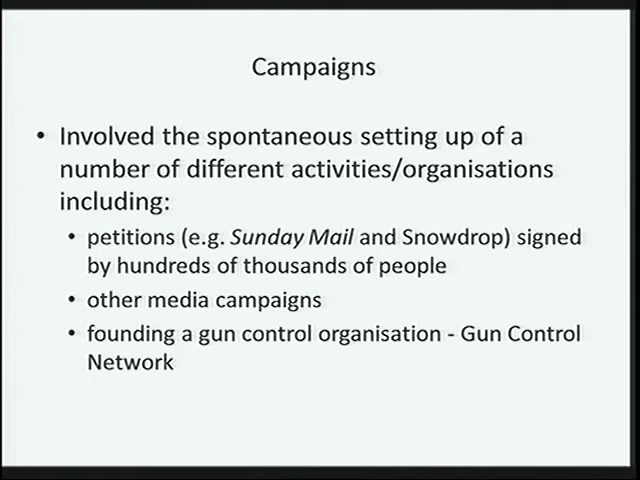 Campaigns
• Involved the spontaneous setting up of a
number of different activities/organisations
including:
• petitions (e.g. Sunday Mail and Snowdrop) signed
by hundreds of thousands of people
• other media campaigns
• founding a gun control organisation - Gun Control
Network